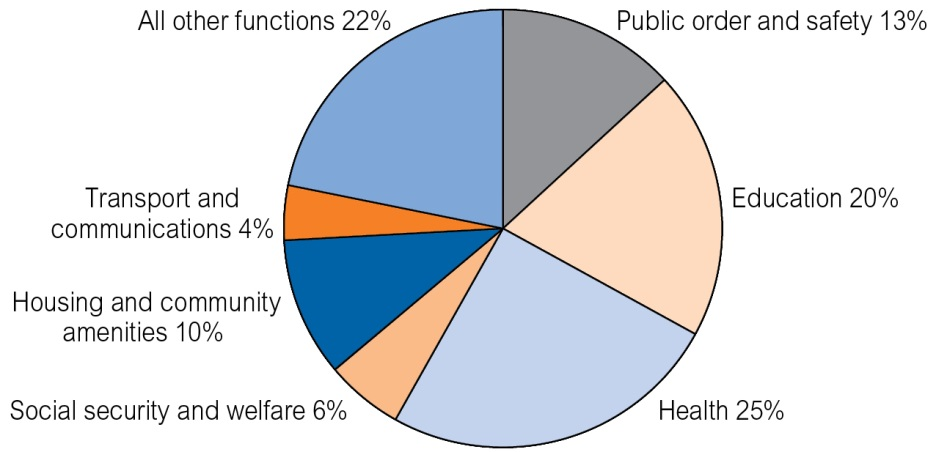 All other functions 22%
Public order and safety 13%
Education 20%
Transport and
communications 4%
Housing and community
amenities 10%
Social security and welfare 6%
Health 25%